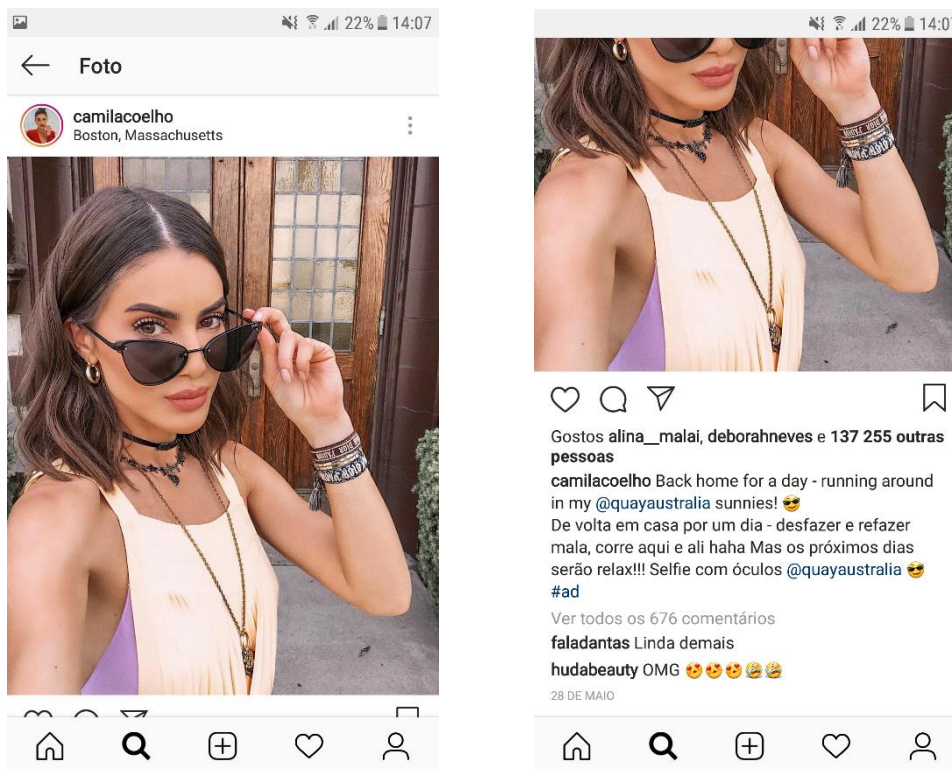 22% 14:07
Foto
camilacoelho
Boston, Massachusetts
22% 14:0
Gostos alina__malai, deborahneves e 137 255 outras
pessoas
camilacoelho Back home for a day - running around
in my @quayaustralia sunnies! 😎
De volta em casa por um dia - desfazer e refazer
mala, corre aqui e ali haha Mas os próximos dias
serão relax!!! Selfie com óculos @quayaustralia 😎
#ad
Ver todos os 676 comentários
faladantas Linda demais
hudabeauty OMG 😍😍😍😭😭
28 DE MAIO